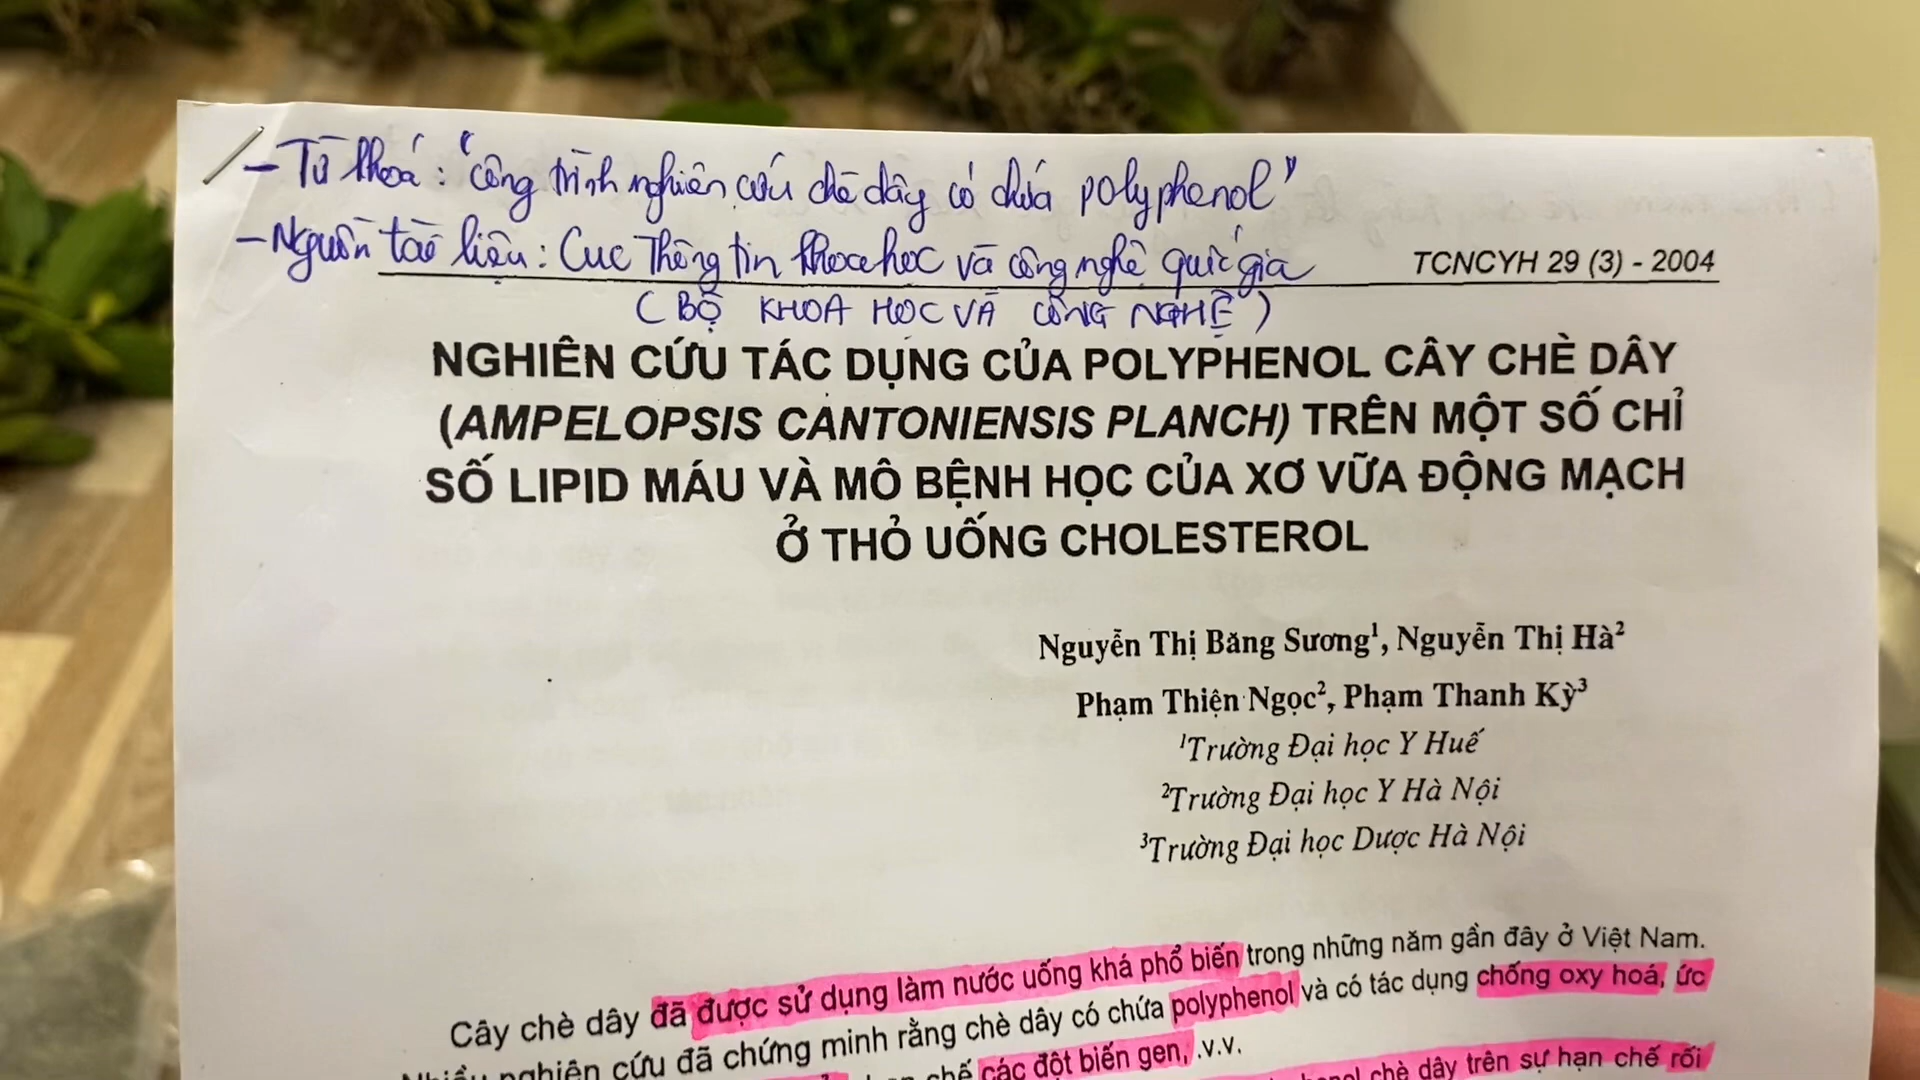 - Từ khoá: "công trình nghiên cứu chè dây có chứa polyphenol"
- Nguồn tài liệu: Cục Thông tin khoa học và công nghệ quốc gia
TCNCYH 29 (3) - 2004
(BỘ KHOA HỌC VÀ CÔNG NGHỆ)
NGHIÊN CỨU TÁC DỤNG CỦA POLYPHENOL CÂY CHÈ DÂY
(AMPELOPSIS CANTONIENSIS PLANCH) TRÊN MỘT SỐ CHỈ
SỐ LIPID MÁU VÀ MÔ BỆNH HỌC CỦA XƠ VỮA ĐỘNG MẠCH
Ở THỎ UỐNG CHOLESTEROL
Nguyễn Thị Băng Sương¹, Nguyễn Thị Hà²
Phạm Thiện Ngọc², Phạm Thanh Kỳ³
¹Trường Đại học Y Huế
²Trường Đại học Y Hà Nội
³Trường Đại học Dược Hà Nội
Cây chè dây đã được sử dụng làm nước uống khá phổ biến trong những năm gần đây ở Việt Nam.
nghiên cứu đã chứng minh rằng chè dây có chứa polyphenol và có tác dụng chống oxy hoá, ức
chế các đột biến gen, .v.v.
chè dây trên sự hạn chế rối